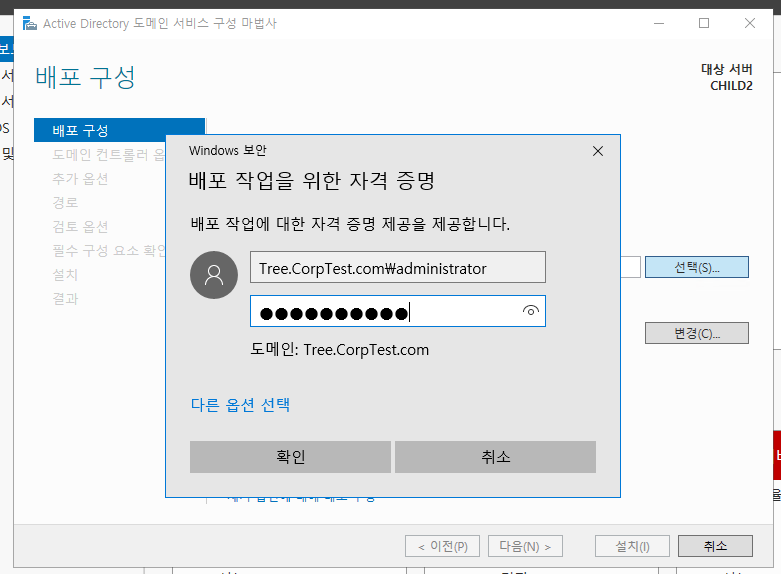 Active Directory 도메인 서비스 구성 마법사
배포 구성
대상 서버
CHILD2
배포 구성
도메인 컨트롤러 옵
추가 옵션
경로
검토 옵션
필수 구성 요소 확인
설치
결과
Windows 보안
배포 작업을 위한 자격 증명
배포 작업에 대한 자격 증명 제공을 제공합니다.
Tree.CorpTest.com₩administrator
●●●●●●●●●●
도메인: Tree.CorpTest.com
다른 옵션 선택
확인 취소
선택(S)...
변경(C)...
< 이전(P) 다음(N) > 설치(I) 취소